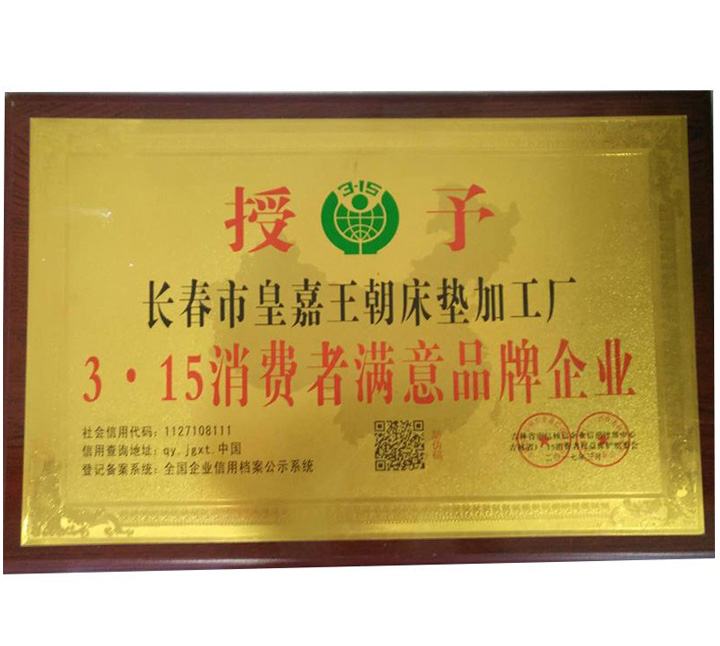 授 3·15 予
长春市皇嘉王朝床垫加工厂
3·15消费者满意品牌企业
社会信用代码：1127108111
信用查询地址：qy.jgxt.中国
登记备案系统：全国企业信用档案公示系统